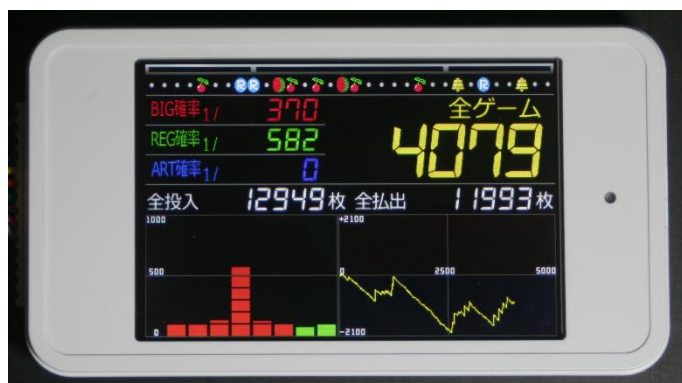 R R R
BIG確率1/ 370 全ゲーム
REG確率1/ 582 4079
ART確率1/ 0
全投入 12949枚 全払出 11993枚
1000 +2100
500 0 2500 5000
0 -2100